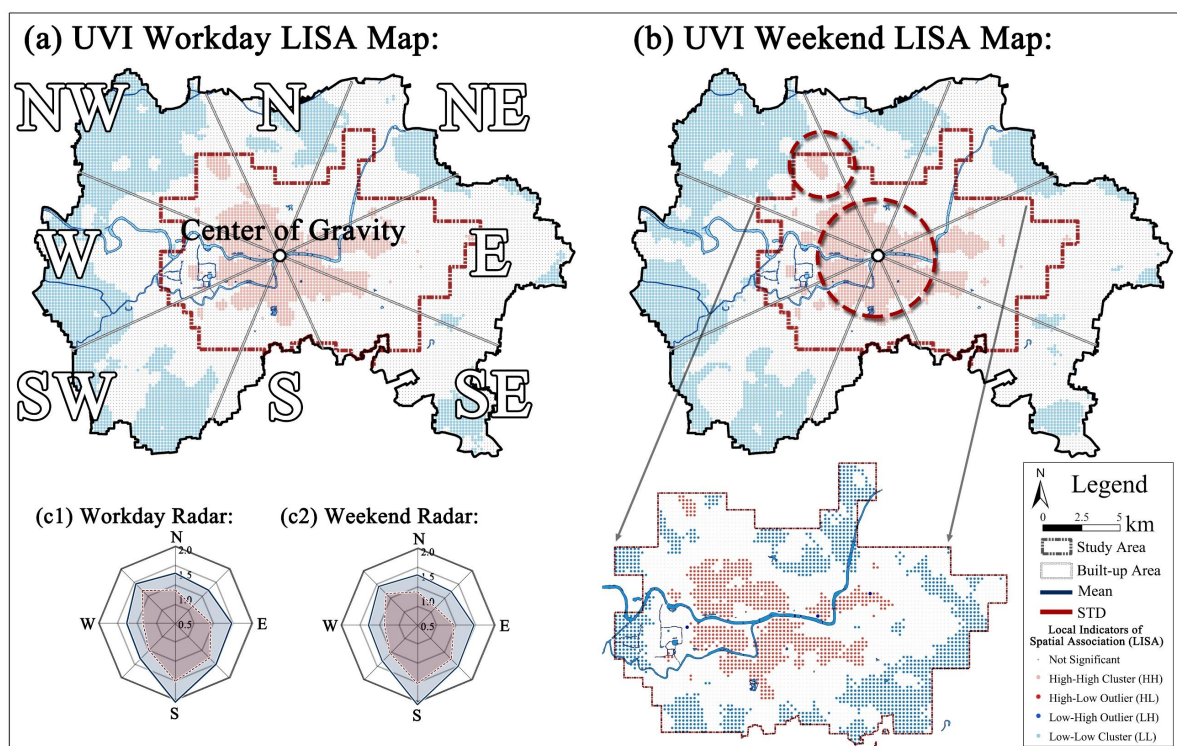 (a) UVI Workday LISA Map:
(b) UVI Weekend LISA Map:
NW
N
NE
Center of Gravity
W
E
SW
S
SE
(c1) Workday Radar:
(c2) Weekend Radar:
N
2.0
1.5
1.0
0.5
W
E
S
N
2.0
1.5
1.0
0.5
W
E
S
N
Legend
0 2.5 5 km
Study Area
Built-up Area
Mean
STD
Local Indicators of
Spatial Association (LISA)
Not Significant
High-High Cluster (HH)
High-Low Outlier (HL)
Low-High Outlier (LH)
Low-Low Cluster (LL)